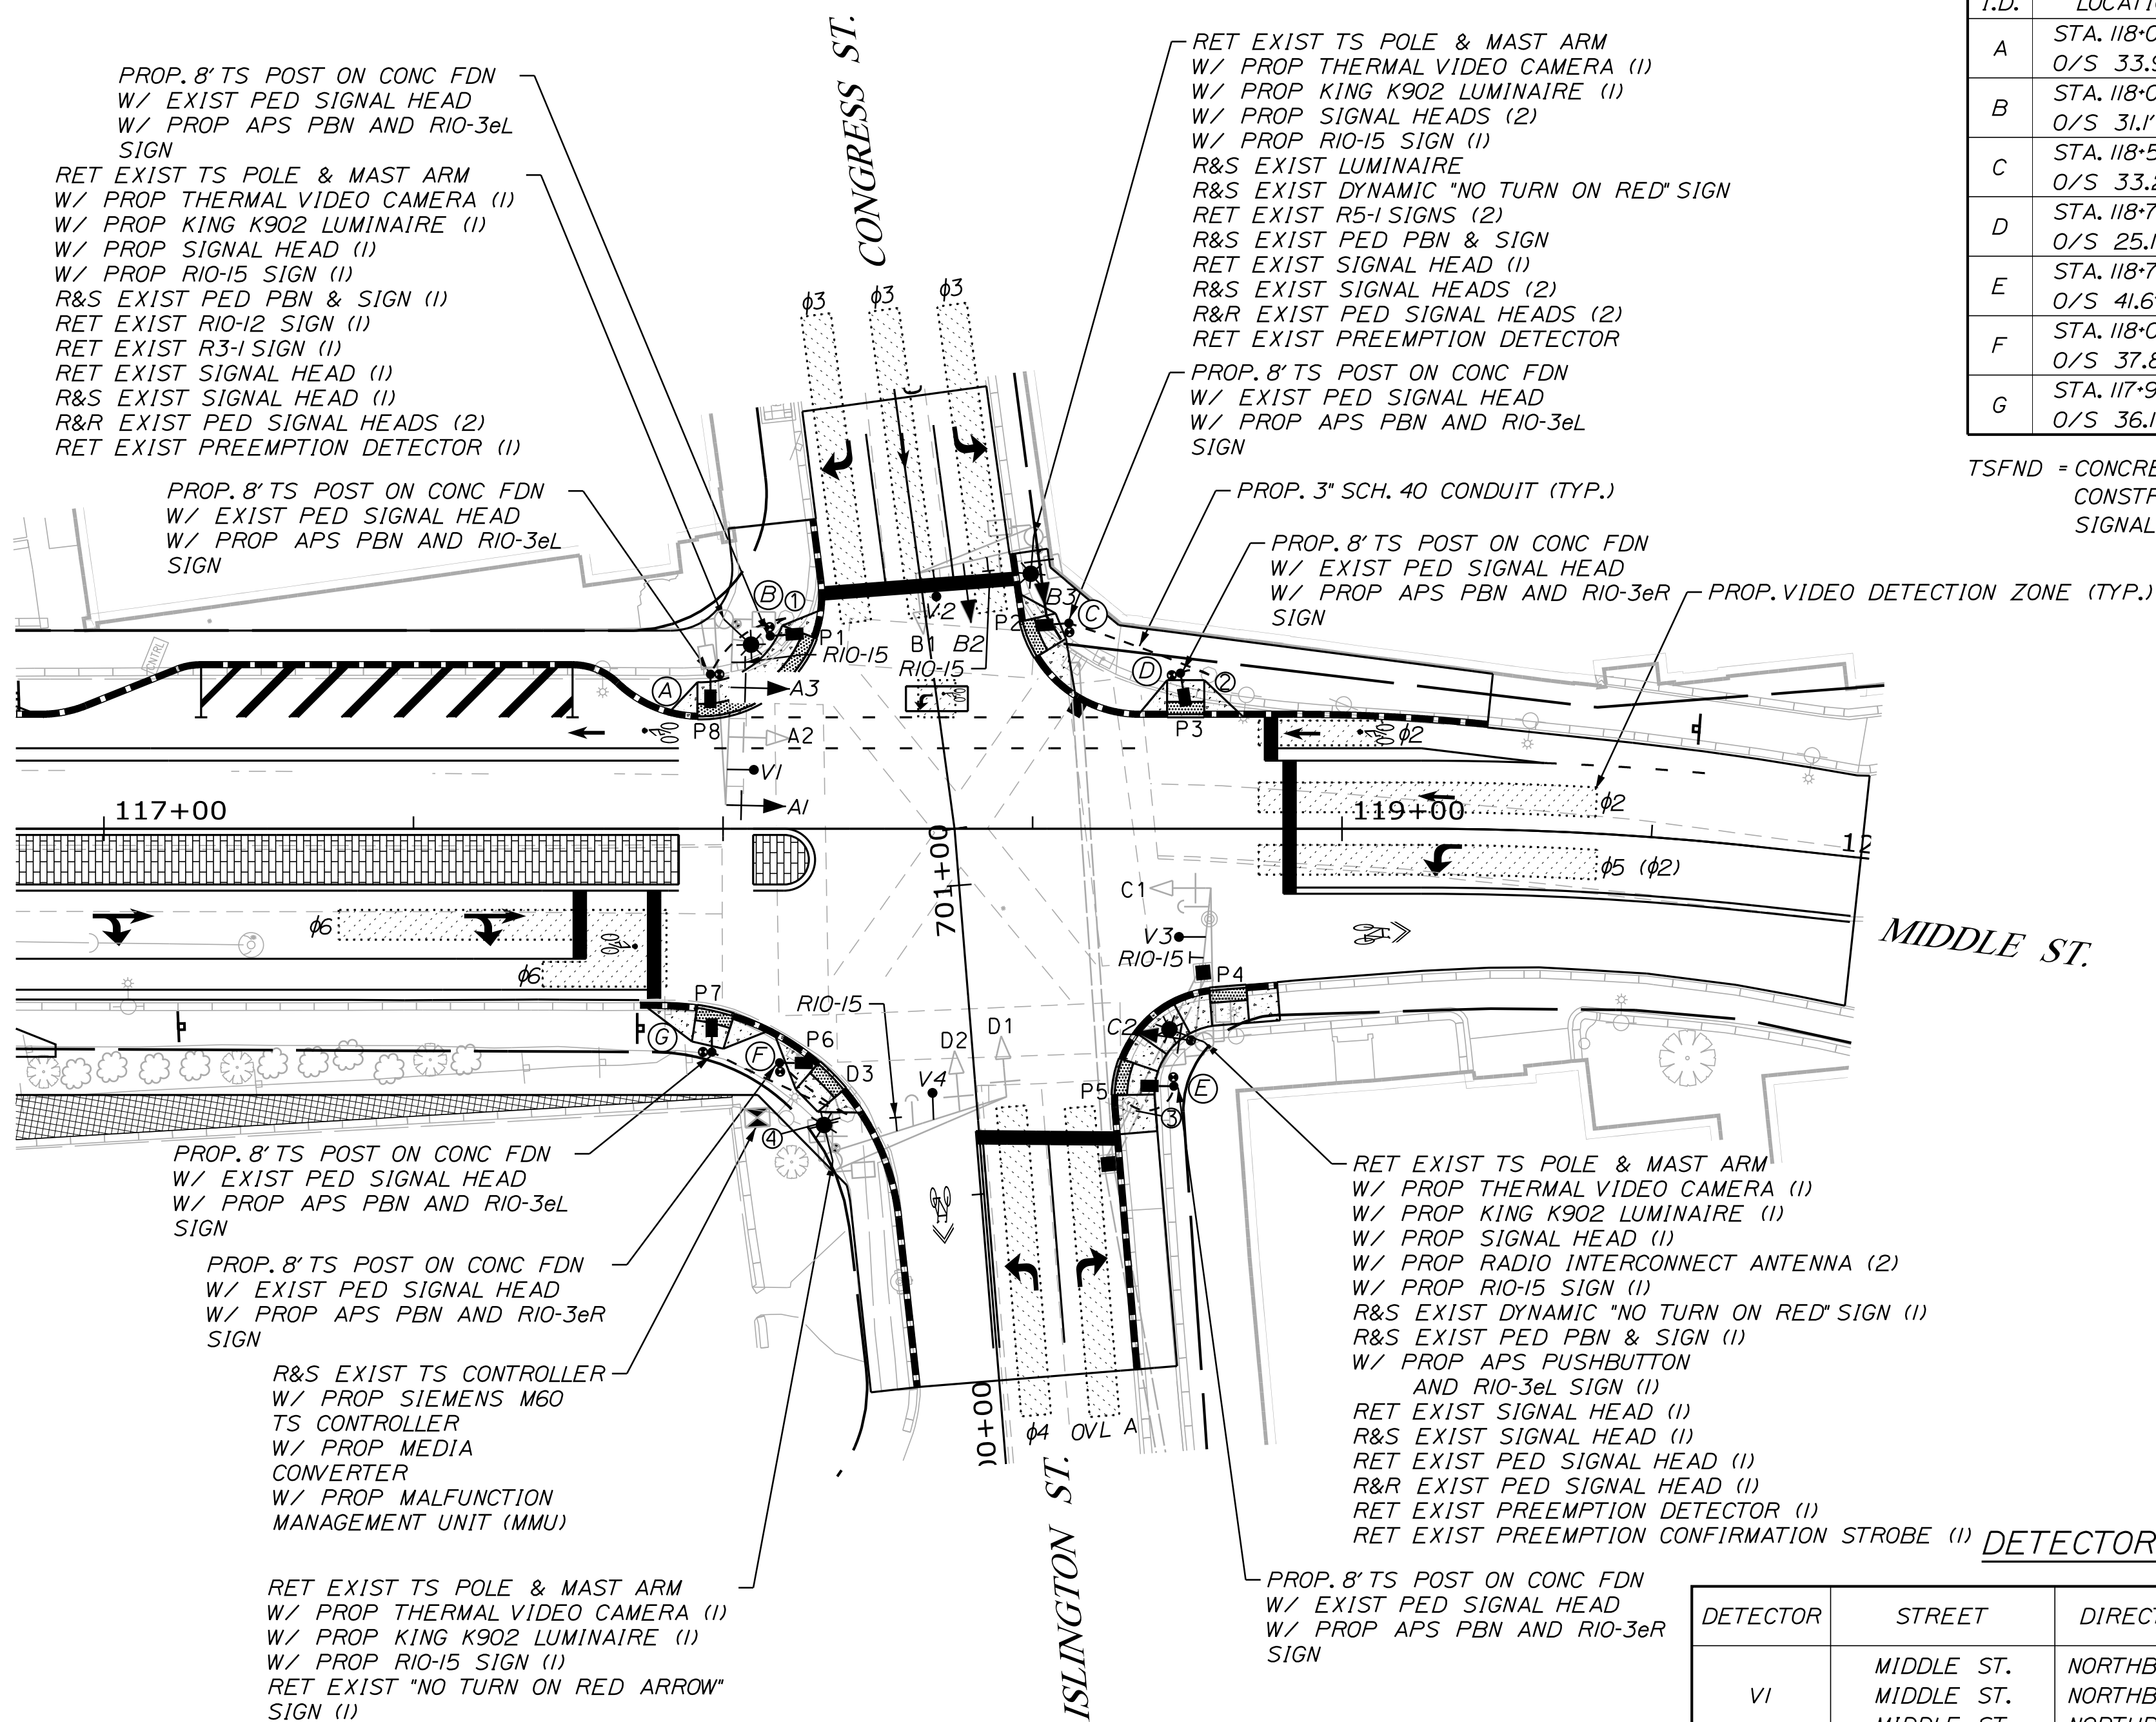 CONGRESS ST.
PROP. 8' TS POST ON CONC FDN
W/ EXIST PED SIGNAL HEAD
W/ PROP APS PBN AND R10-3eL
SIGN
RET EXIST TS POLE & MAST ARM
W/ PROP THERMAL VIDEO CAMERA (1)
W/ PROP KING K902 LUMINAIRE (1)
W/ PROP SIGNAL HEAD (1)
W/ PROP R10-15 SIGN (1)
R&S EXIST PED PBN & SIGN (1)
RET EXIST R10-12 SIGN (1)
RET EXIST R3-1 SIGN (1)
RET EXIST SIGNAL HEAD (1)
R&S EXIST SIGNAL HEAD (1)
R&R EXIST PED SIGNAL HEADS (2)
RET EXIST PREEMPTION DETECTOR (1)
PROP. 8' TS POST ON CONC FDN
W/ EXIST PED SIGNAL HEAD
W/ PROP APS PBN AND R10-3eL
SIGN
RET EXIST TS POLE & MAST ARM
W/ PROP THERMAL VIDEO CAMERA (1)
W/ PROP KING K902 LUMINAIRE (1)
W/ PROP SIGNAL HEADS (2)
W/ PROP R10-15 SIGN (1)
R&S EXIST LUMINAIRE
R&S EXIST DYNAMIC "NO TURN ON RED" SIGN
RET EXIST R5-1 SIGNS (2)
R&S EXIST PED PBN & SIGN
RET EXIST SIGNAL HEAD (1)
R&S EXIST SIGNAL HEADS (2)
R&R EXIST PED SIGNAL HEADS (2)
RET EXIST PREEMPTION DETECTOR
PROP. 8' TS POST ON CONC FDN
W/ EXIST PED SIGNAL HEAD
W/ PROP APS PBN AND R10-3eL
SIGN
PROP. 3" SCH. 40 CONDUIT (TYP.)
PROP. 8' TS POST ON CONC FDN
W/ EXIST PED SIGNAL HEAD
W/ PROP APS PBN AND R10-3eR
SIGN
PROP. VIDEO DETECTION ZONE (TYP.)
I.D.
A
O/S
B
O/S 31.1'
C
O/S
D
O/S
E
O/S
F
O/S
G
O/S
TSFND =
SIGNAL
ϕ3 ϕ3 ϕ3
B 1 P1
R10-15
V2
B1 B2
R10-15
B3 C
P2
D 2
P3
A
P8
A3
A2
V1
A1
CNTRL
ϕ2
ϕ2
ϕ5 (ϕ2)
117+00
119+00
701+00
C1
V3
R10-15
P4
MIDDLE ST.
ϕ6
ϕ6
P7
G
F
P6
D3
R10-15
V4
D2 D1
C2
P5
E
3
4
ϕ4 OVL A
ISLINGTON ST.
PROP. 8' TS POST ON CONC FDN
W/ EXIST PED SIGNAL HEAD
W/ PROP APS PBN AND R10-3eL
SIGN
PROP. 8' TS POST ON CONC FDN
W/ EXIST PED SIGNAL HEAD
W/ PROP APS PBN AND R10-3eR
SIGN
R&S EXIST TS CONTROLLER
W/ PROP SIEMENS M60
TS CONTROLLER
W/ PROP MEDIA
CONVERTER
W/ PROP MALFUNCTION
MANAGEMENT UNIT (MMU)
RET EXIST TS POLE & MAST ARM
W/ PROP THERMAL VIDEO CAMERA (1)
W/ PROP KING K902 LUMINAIRE (1)
W/ PROP R10-15 SIGN (1)
RET EXIST "NO TURN ON RED ARROW"
SIGN (1)
RET EXIST TS POLE & MAST ARM
W/ PROP THERMAL VIDEO CAMERA (1)
W/ PROP KING K902 LUMINAIRE (1)
W/ PROP SIGNAL HEAD (1)
W/ PROP RADIO INTERCONNECT ANTENNA (2)
W/ PROP R10-15 SIGN (1)
R&S EXIST DYNAMIC "NO TURN ON RED" SIGN (1)
R&S EXIST PED PBN & SIGN (1)
W/ PROP APS PUSHBUTTON
AND R10-3eL SIGN (1)
RET EXIST SIGNAL HEAD (1)
R&S EXIST SIGNAL HEAD (1)
RET EXIST PED SIGNAL HEAD (1)
R&R EXIST PED SIGNAL HEAD (1)
RET EXIST PREEMPTION DETECTOR (1)
RET EXIST PREEMPTION CONFIRMATION STROBE (1)
PROP. 8' TS POST ON CONC FDN
W/ EXIST PED SIGNAL HEAD
W/ PROP APS PBN AND R10-3eR
SIGN
DETECTOR
DETECTOR STREET
V1
MIDDLE ST.
MIDDLE ST.